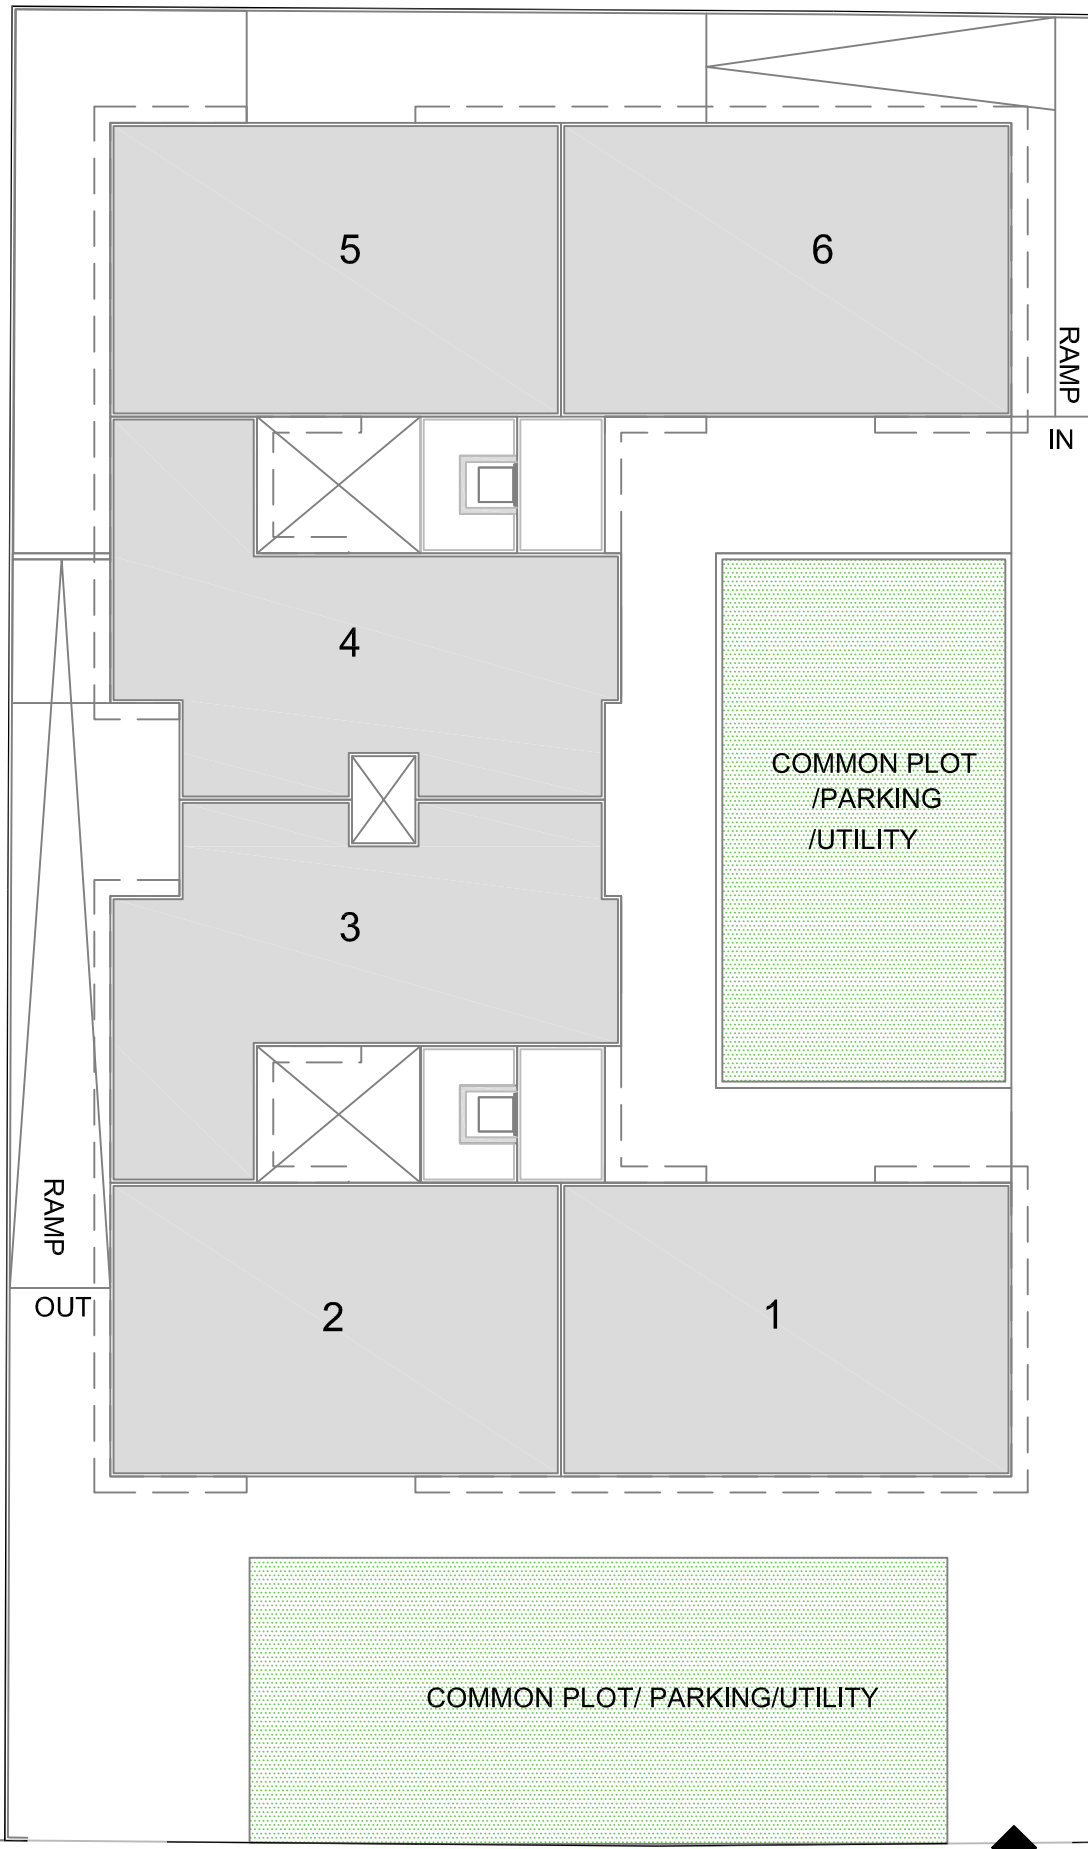 5
6
RAMP
IN
4
COMMON PLOT
/PARKING
/UTILITY
3
RAMP
OUT
2
1
COMMON PLOT/ PARKING/UTILITY